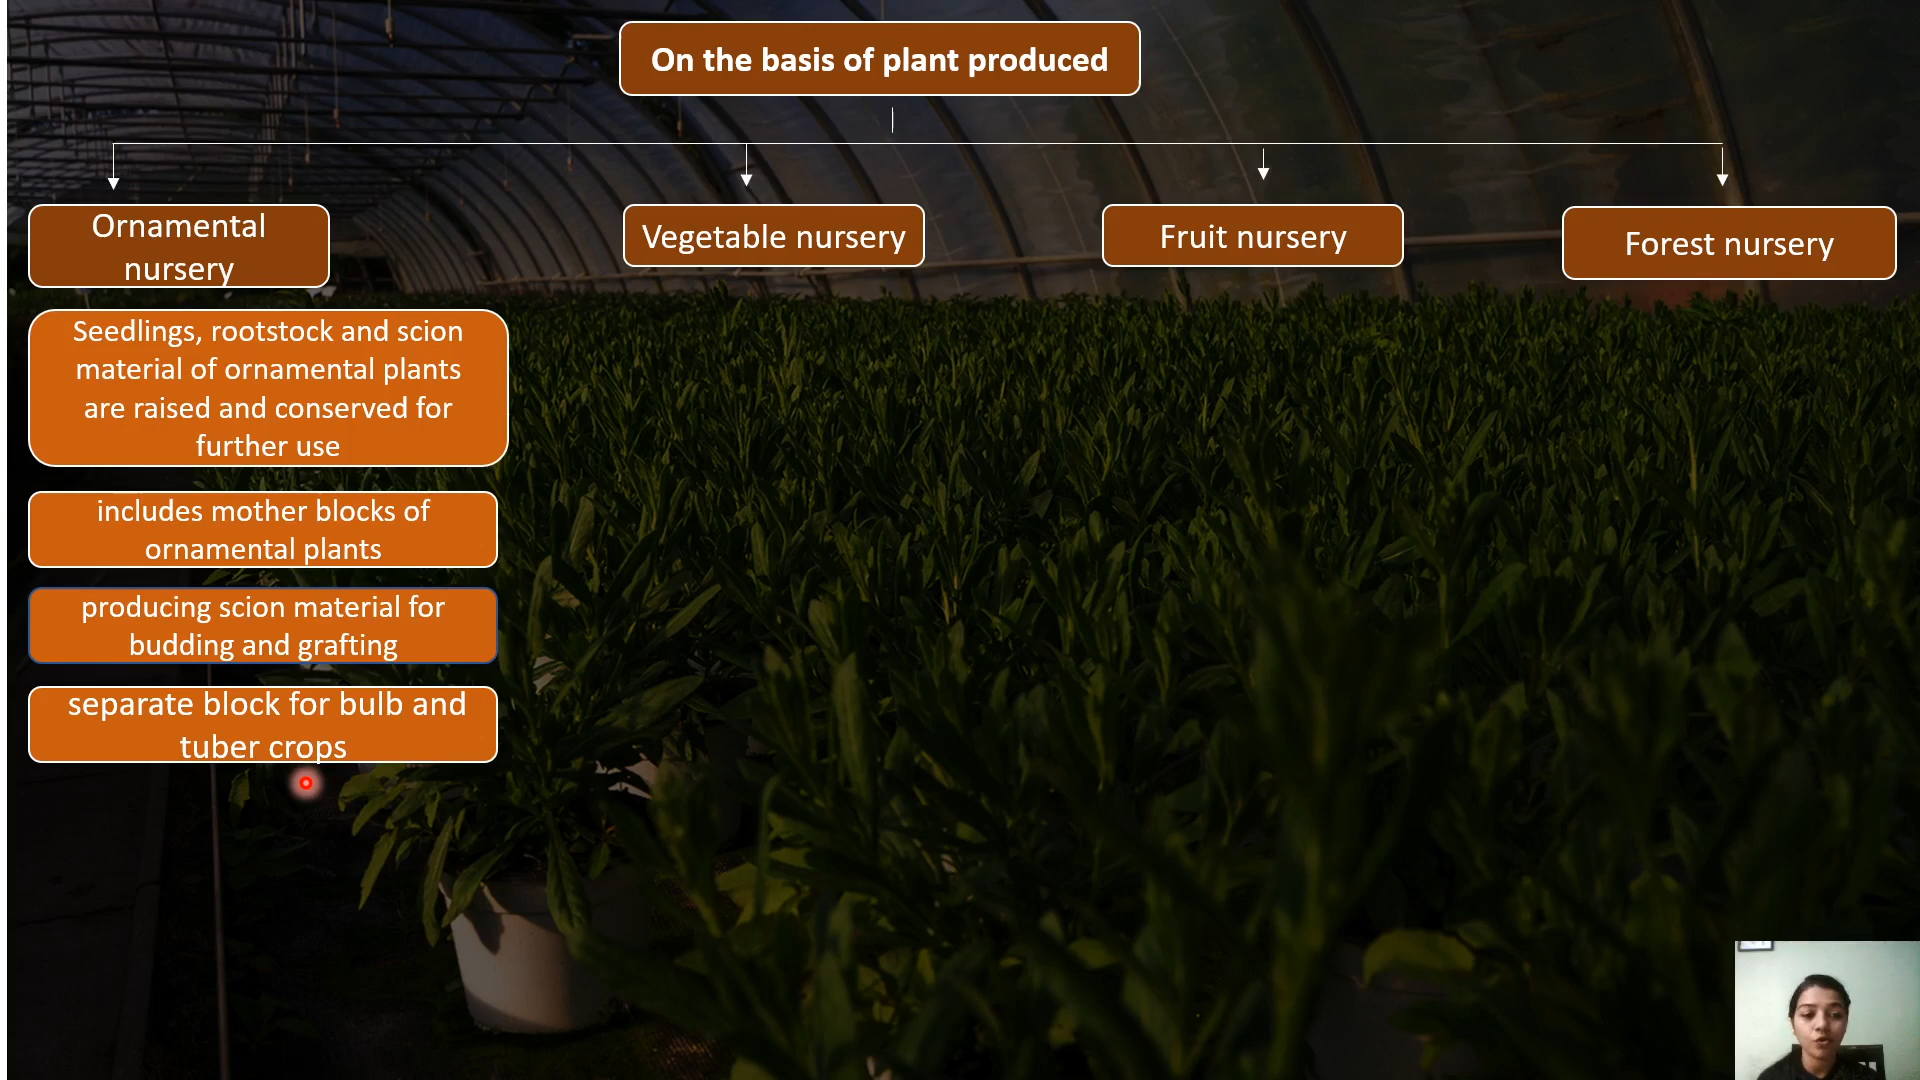 On the basis of plant produced
Ornamental
nursery
Vegetable nursery
Fruit nursery
Forest nursery
Seedlings, rootstock and scion
material of ornamental plants
are raised and conserved for
further use
includes mother blocks of
ornamental plants
producing scion material for
budding and grafting
separate block for bulb and
tuber crops